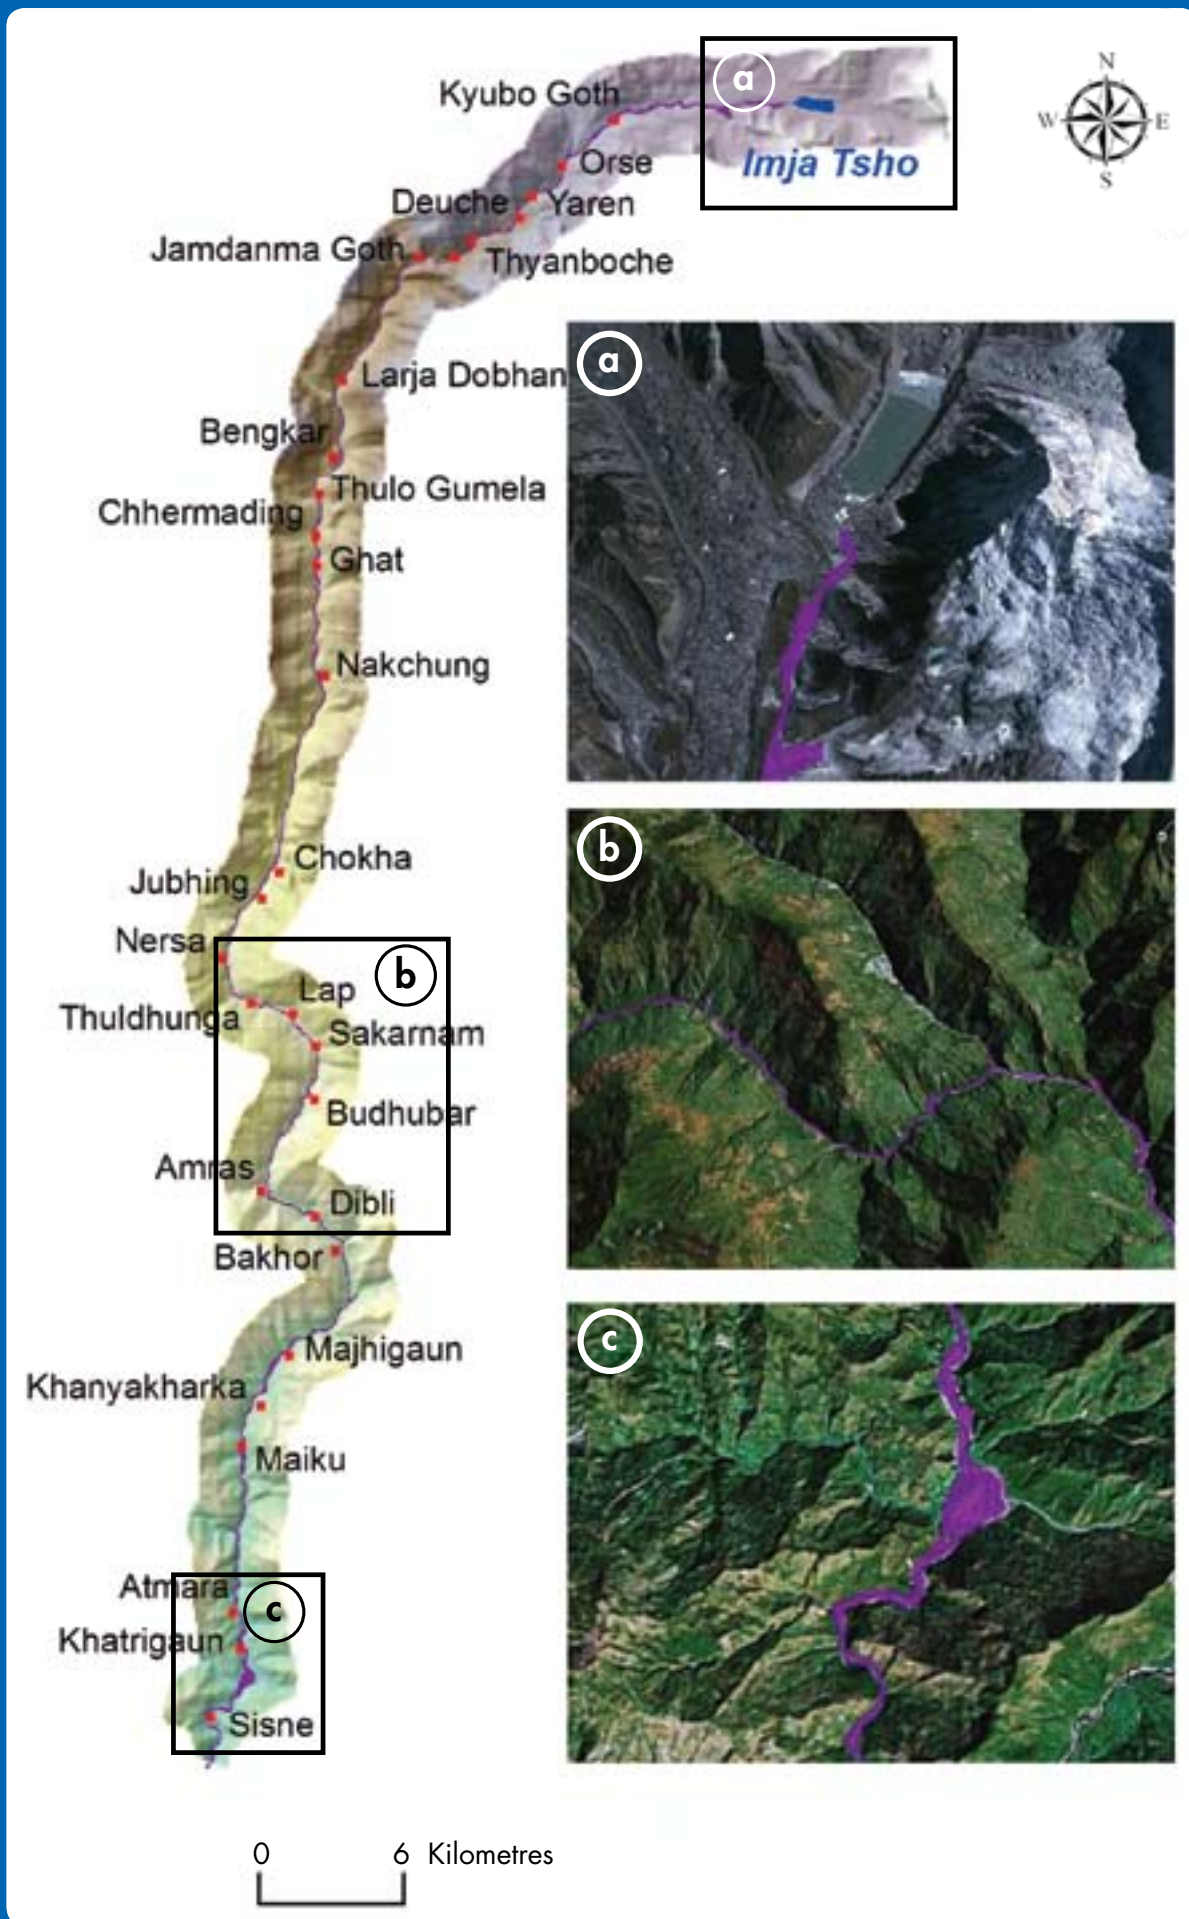 a
Kyubo Goth
N
W E
S
Orse
Imja Tsho
Deuche
Yaren
Jamdanma Goth
Thyanboche
a
Larja Dobhan
Bengkar
Thulo Gumela
Chhermading
Ghat
Nakchung
b
Chokha
Jubhing
Nersa
b
Lap
Thuldhunga
Sakarnam
Budhubar
Amras
Dibli
Bakhor
c
Majhigaun
Khanyakharka
Maiku
Atmara
c
Khatrigaun
Sisne
0 6 Kilometres